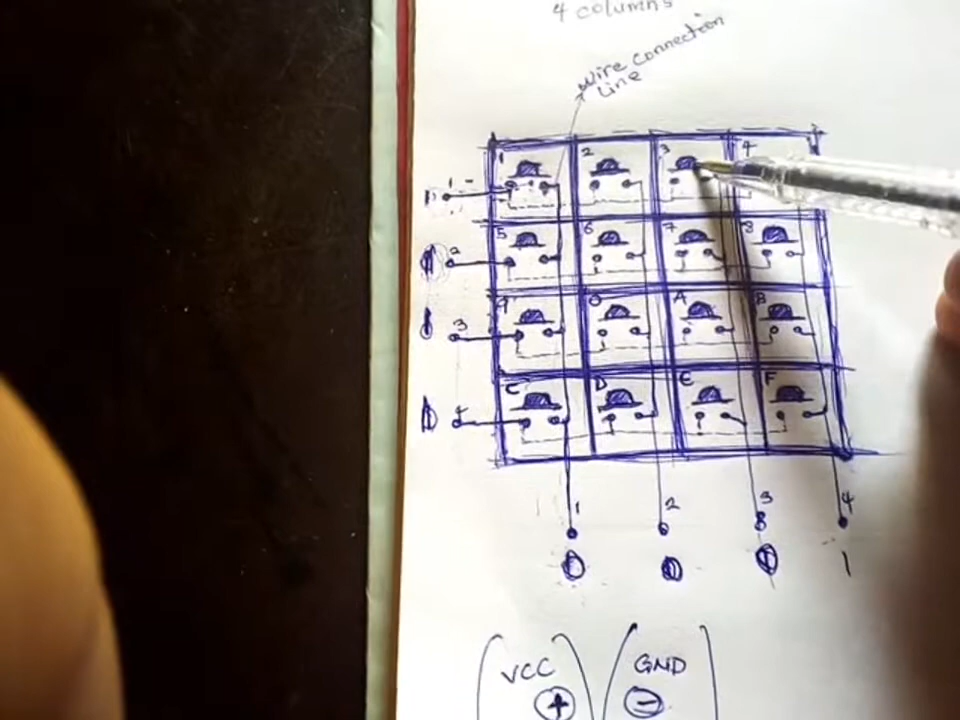 4 columns
Wire connection
Line
1 2 3 4
1
5 6 7 8
2
9 0 A B
3
C D E F
1 2 3 4
1
VCC GND
+ −